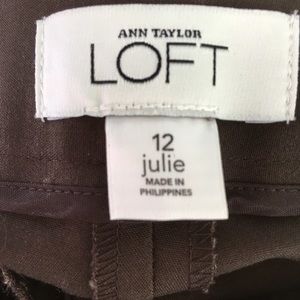 ANN TAYLOR
LOFT
12
julie
MADE IN
PHILIPPINES